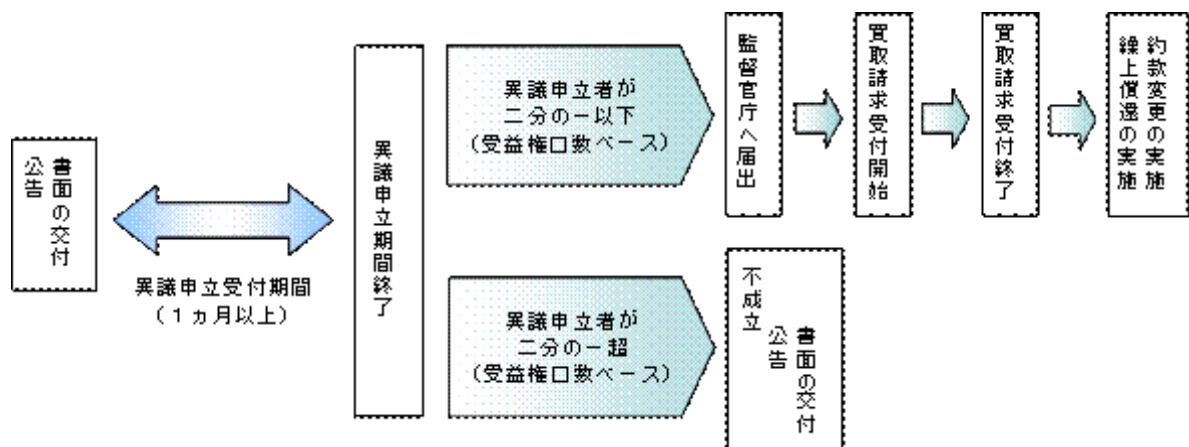 書面の交付
公告
異議申立受付期間
（１ヵ月以上）
異議申立期間終了
異議申立者が
二分の一以下
（受益権口数ベース）
監督官庁へ届出
買取請求受付開始
買取請求受付終了
約款変更の実施
繰上償還の実施
異議申立者が
二分の一超
（受益権口数ベース）
不成立
書面の交付
公告